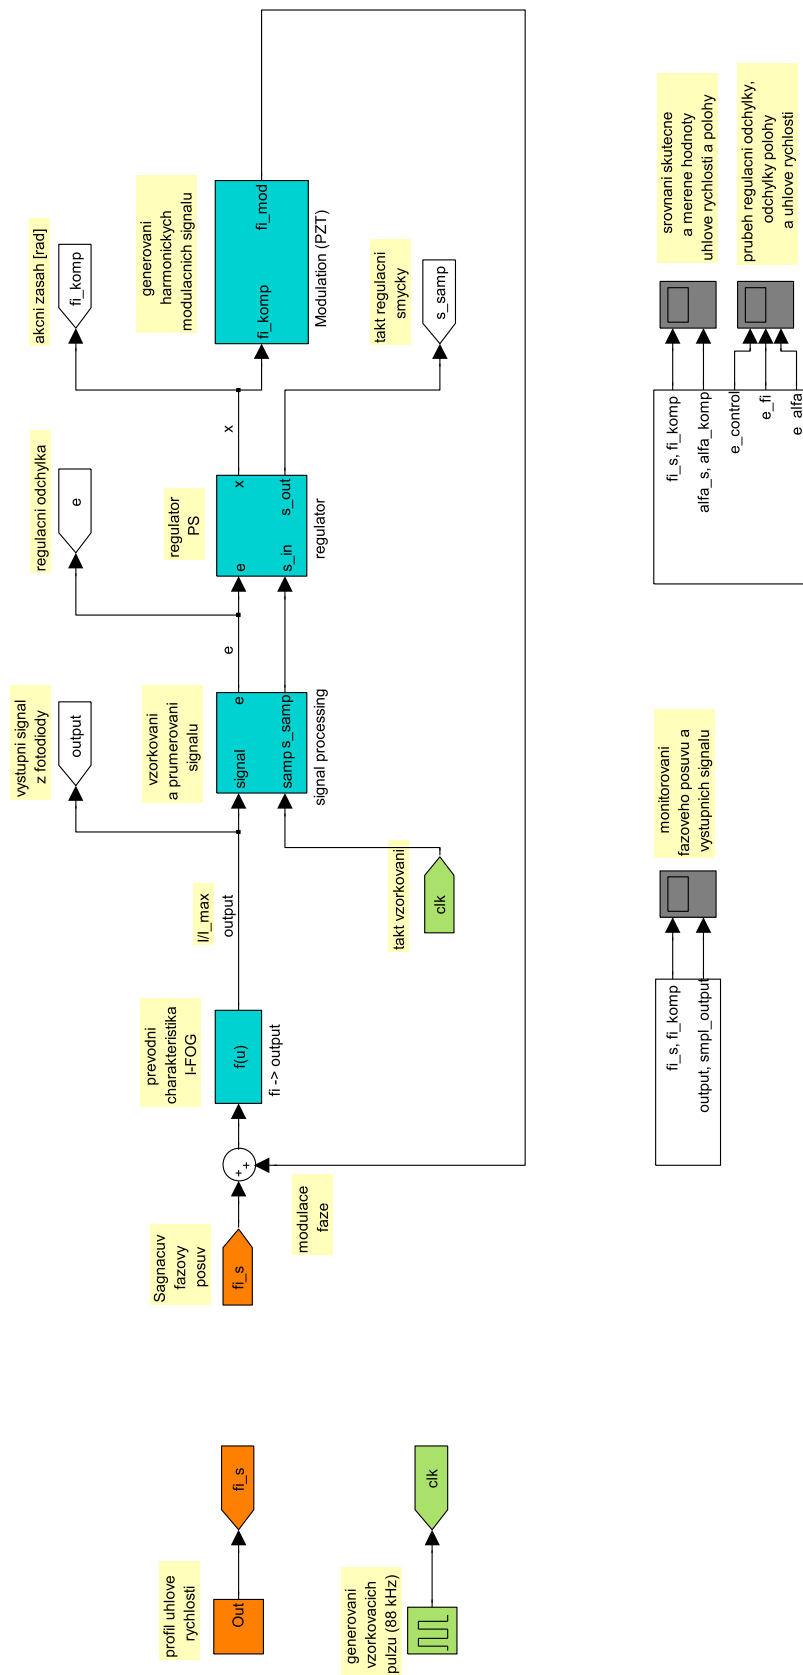 profil uhlove
rychlosti
Out
fi_s
generovani
vzorkovacich
pulzu (88 kHz)
clk
Sagnacuv
fazovy
posuv
fi_s
+
+
modulace
faze
prevodni
charakteristika
I-FOG
f(u)
fi -> output
I/I_max
output
vystupni signal
z fotodiody
output
takt vzorkovani
clk
vzorkovani
a prumerovani
signalu
signal
e
samp
s_samp
signal processing
e
regulacni odchylka
e
regulator
PS
e
x
s_in
s_out
regulator
x
akcni zasah [rad]
fi_komp
generovani
harmonickych
modulacnich signalu
fi_komp
fi_mod
Modulation (PZT)
takt regulacni
smycky
s_samp
fi_s, fi_komp
output, smpl_output
monitorovani
fazoveho posuvu a
vystupnich signalu
fi_s, fi_komp
alfa_s, alfa_komp
e_control
e_fi
e_alfa
srovnani skutecne
a merene hodnoty
uhlove rychlosti a polohy
prubeh regulacni odchylky,
odchylky polohy
a uhlove rychlosti